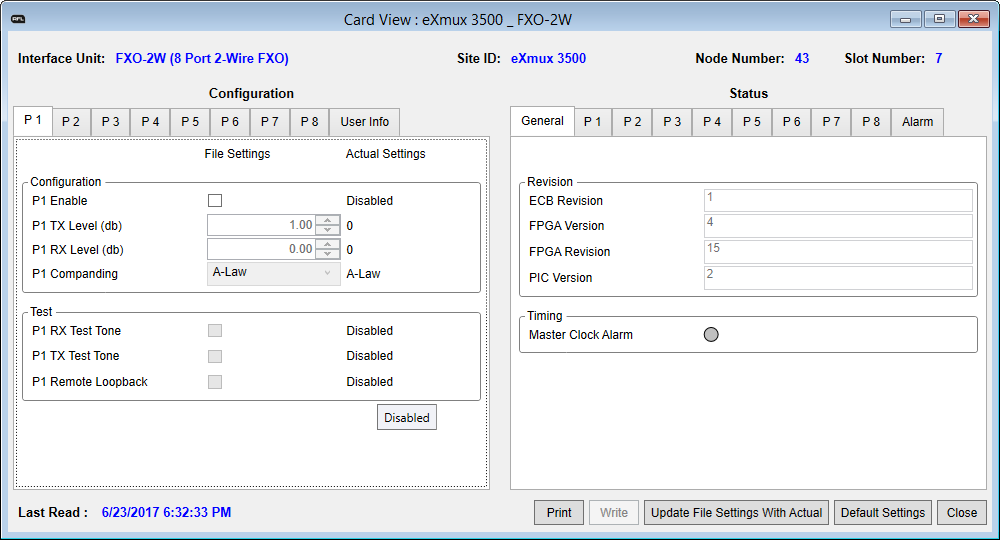 RFL
Card View : eXmux 3500 _ FXO-2W
Interface Unit: FXO-2W (8 Port 2-Wire FXO) Site ID: eXmux 3500 Node Number: 43 Slot Number: 7
Configuration
P 1 P 2 P 3 P 4 P 5 P 6 P 7 P 8 User Info
File Settings Actual Settings
Configuration
P1 Enable Disabled
P1 TX Level (db) 1.00 0
P1 RX Level (db) 0.00 0
P1 Companding A-Law A-Law
Test
P1 RX Test Tone Disabled
P1 TX Test Tone Disabled
P1 Remote Loopback Disabled
Disabled
Status
General P 1 P 2 P 3 P 4 P 5 P 6 P 7 P 8 Alarm
Revision
ECB Revision 1
FPGA Version 4
FPGA Revision 15
PIC Version 2
Timing
Master Clock Alarm
Last Read : 6/23/2017 6:32:33 PM
Print Write Update File Settings With Actual Default Settings Close